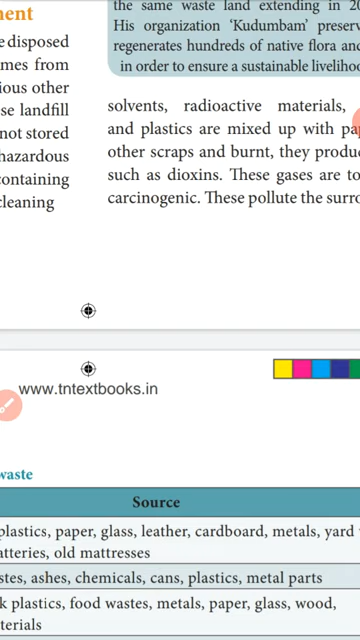 ment
the same waste land extending in 20
His organization ‘Kudumbam’ preserv
regenerates hundreds of native flora and
in order to ensure a sustainable livelihoo
e disposed
mes from
ious other
se landfill
not stored
hazardous
containing
cleaning
solvents, radioactive materials,
and plastics are mixed up with pap
other scraps and burnt, they produc
such as dioxins. These gases are to
carcinogenic. These pollute the surro
www.tntextbooks.in
waste
Source
plastics, paper, glass, leather, cardboard, metals, yard
atteries, old mattresses
stes, ashes, chemicals, cans, plastics, metal parts
k plastics, food wastes, metals, paper, glass, wood,
terials